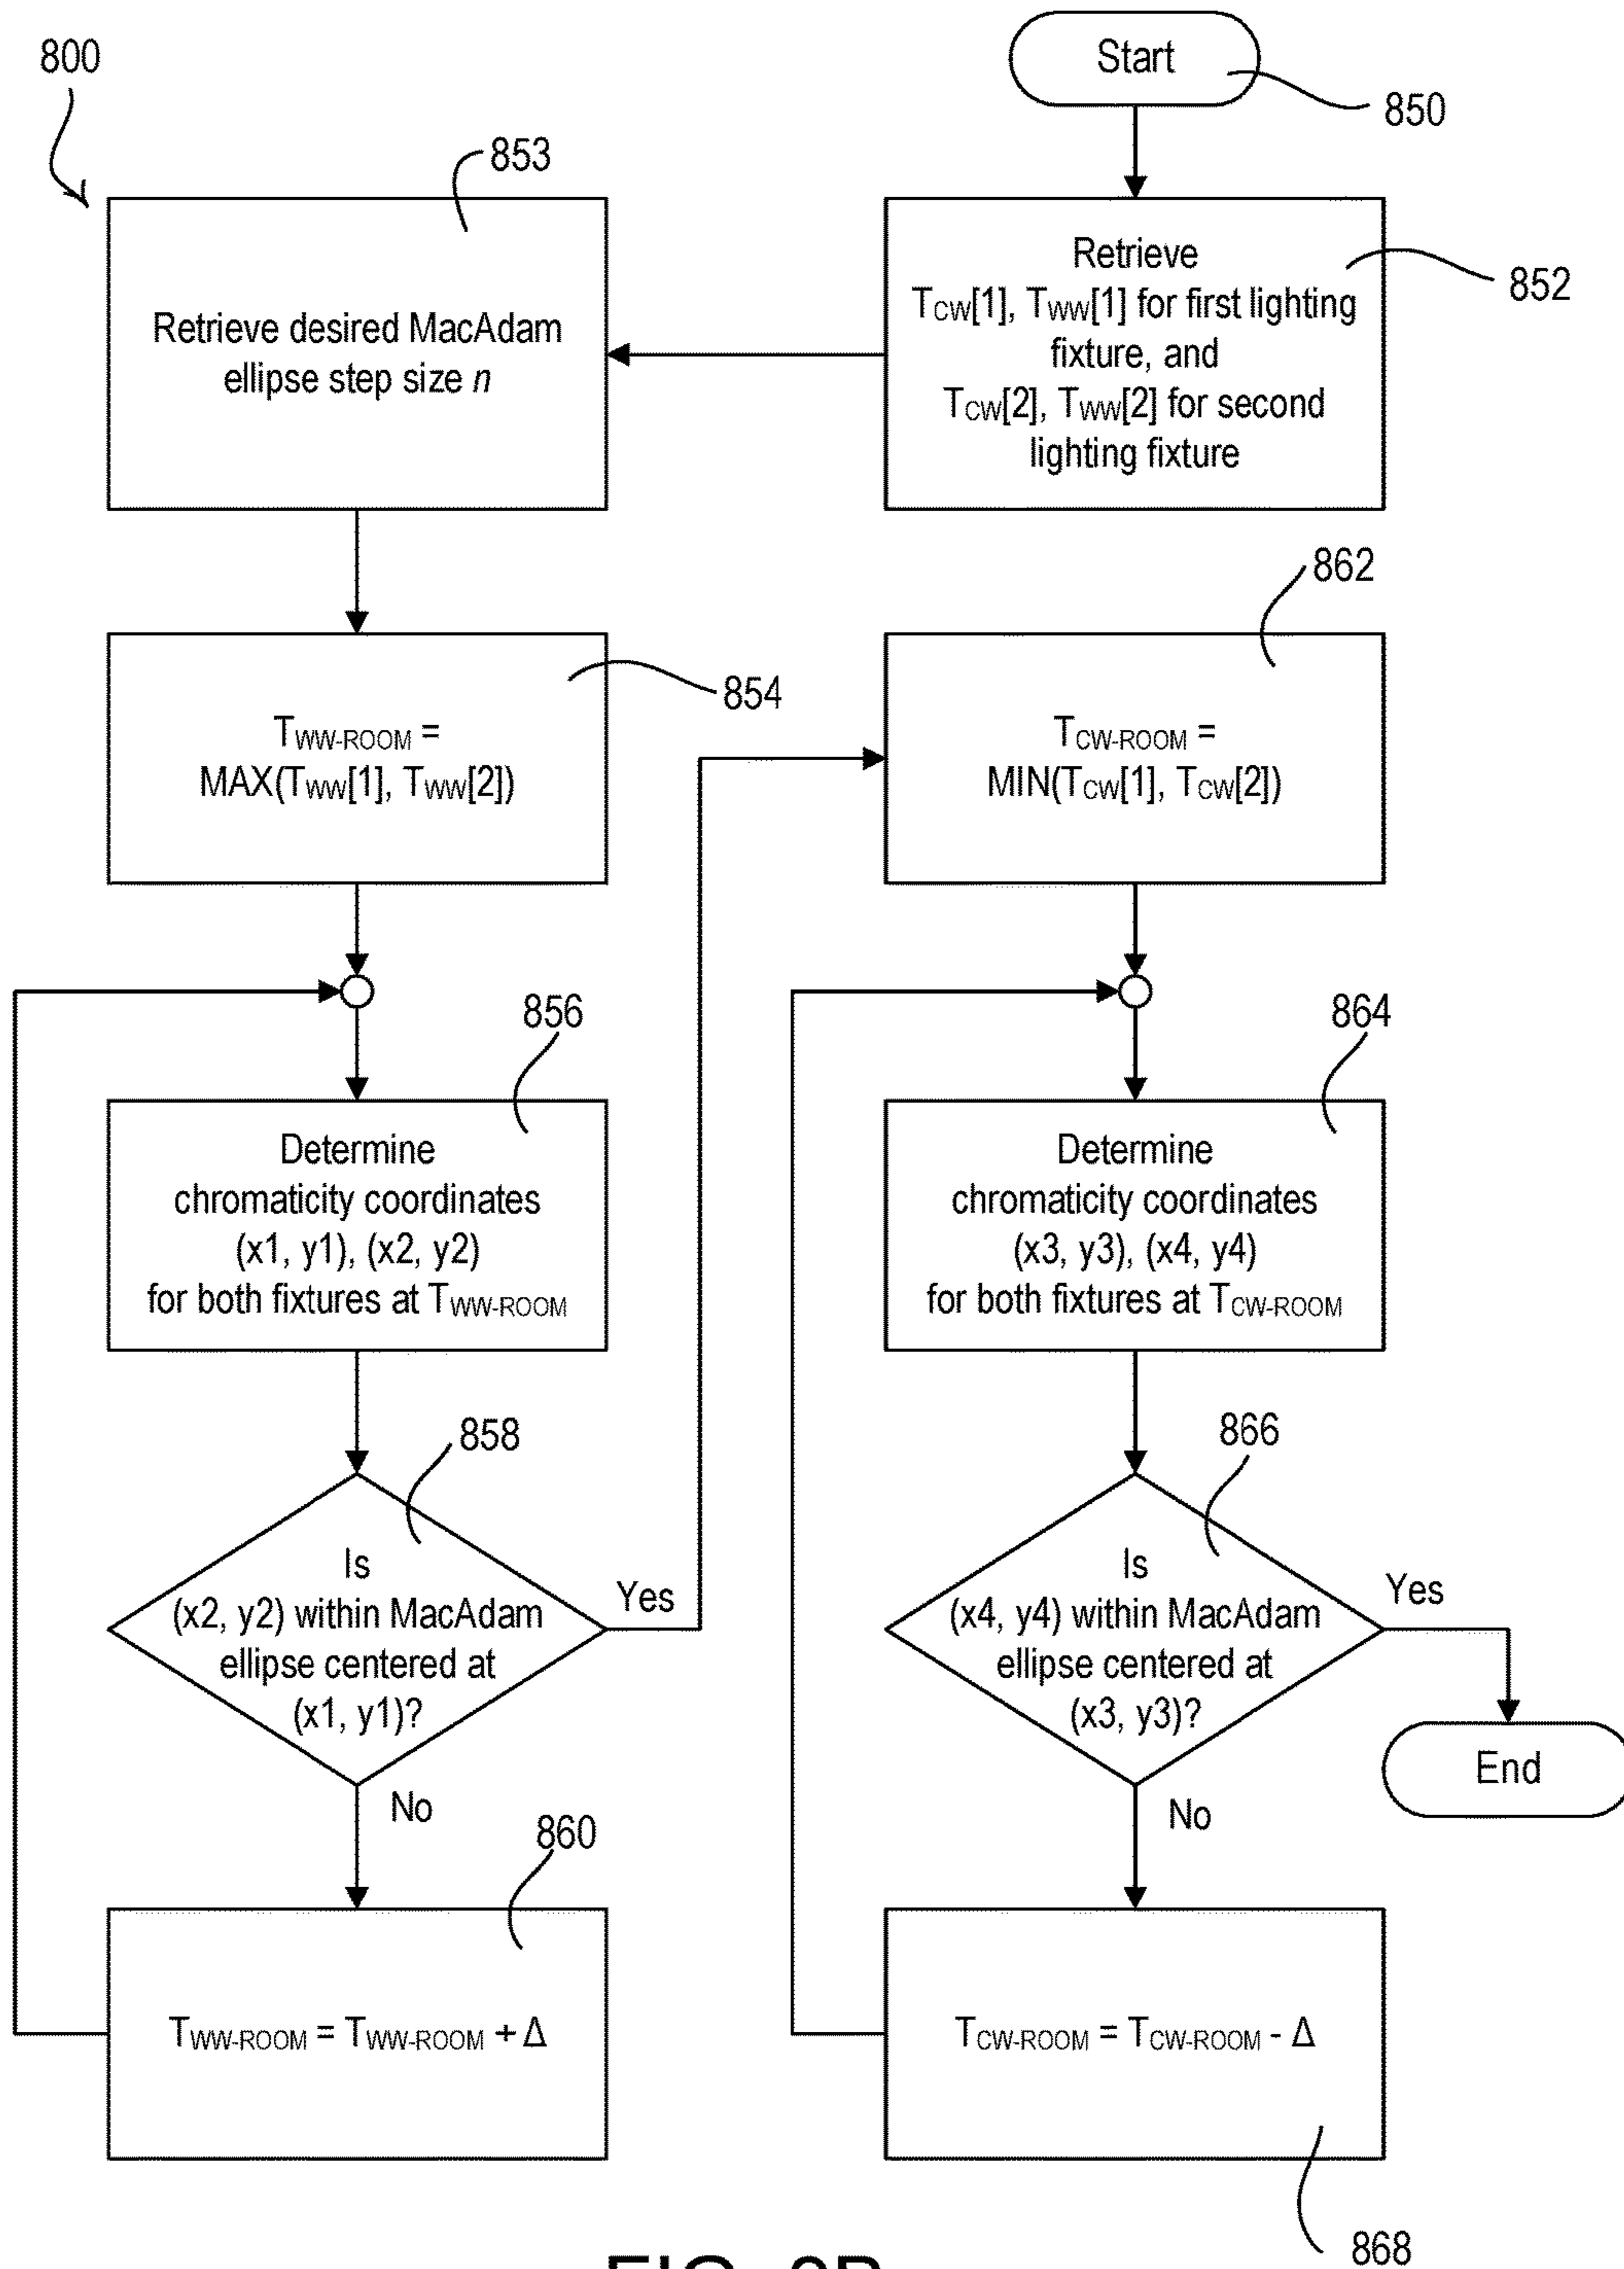 800
Start
850
853
Retrieve desired MacAdam
ellipse step size n
Retrieve
TCW[1], TWW[1] for first lighting
fixture, and
TCW[2], TWW[2] for second
lighting fixture
852
854
TWW-ROOM =
MAX(TWW[1], TWW[2])
862
TCW-ROOM =
MIN(TCW[1], TCW[2])
856
Determine
chromaticity coordinates
(x1, y1), (x2, y2)
for both fixtures at TWW-ROOM
864
Determine
chromaticity coordinates
(x3, y3), (x4, y4)
for both fixtures at TCW-ROOM
858
Is
(x2, y2) within MacAdam
ellipse centered at
(x1, y1)?
Yes
No
866
Is
(x4, y4) within MacAdam
ellipse centered at
(x3, y3)?
Yes
End
No
860
TWW-ROOM = TWW-ROOM + Δ
TCW-ROOM = TCW-ROOM - Δ
868